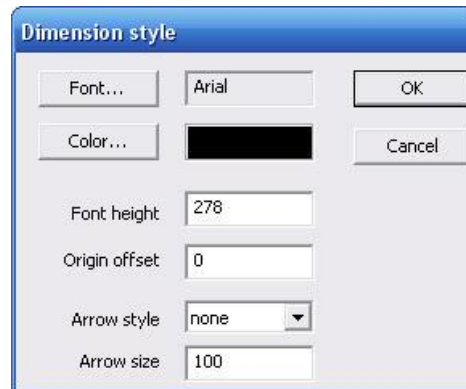 Dimension style
Font... Arial OK
Color... Cancel
Font height 278
Origin offset 0
Arrow style none
Arrow size 100